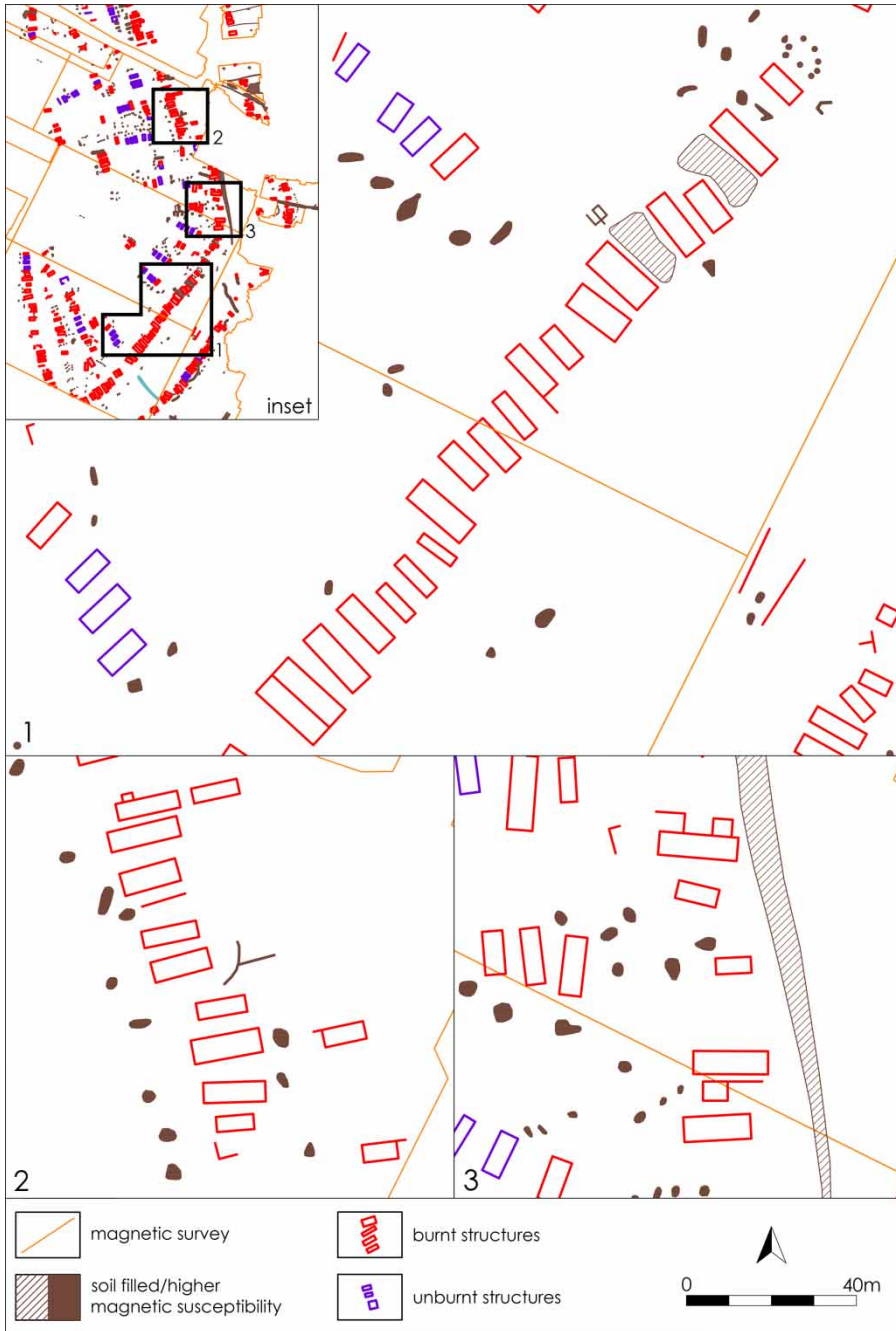 2
3
1
inset
1
2
3
magnetic survey
soil filled/higher
magnetic susceptibility
burnt structures
unburnt structures
0 40m